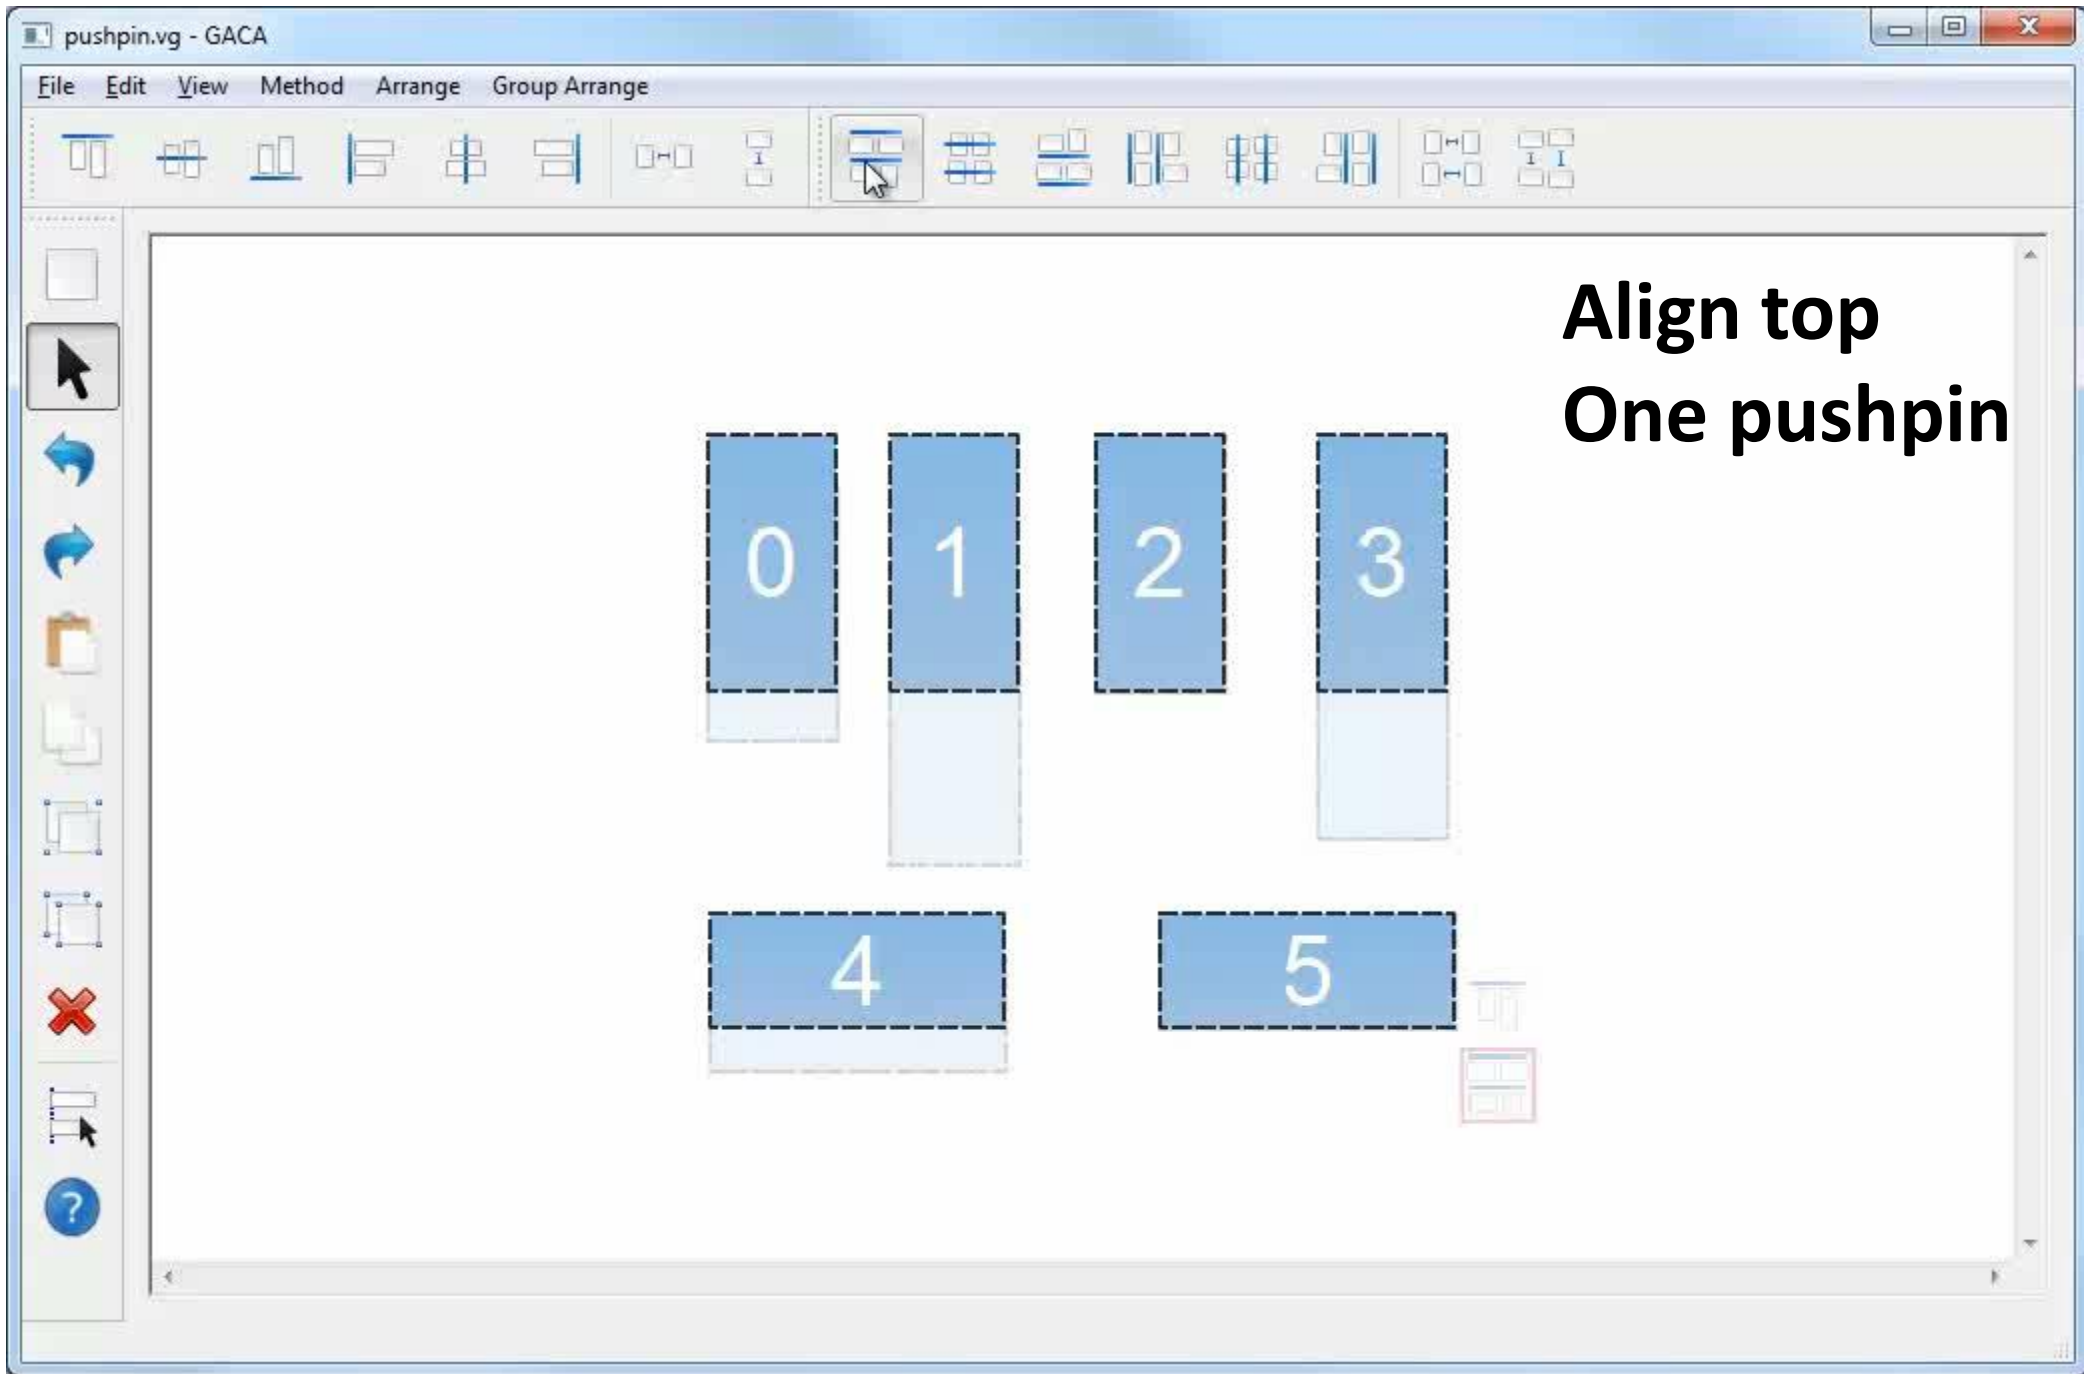 pushpin.vg - GACA
File Edit View Method Arrange Group Arrange
Align top
One pushpin
0 1 2 3
4 5
?